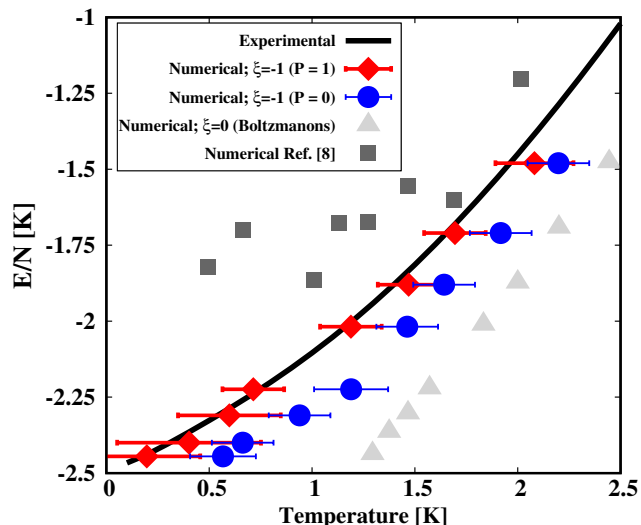 -1
-1.25
-1.5
-1.75
-2
-2.25
-2.5
E/N [K]
Experimental
Numerical; ξ=-1 (P = 1)
Numerical; ξ=-1 (P = 0)
Numerical; ξ=0 (Boltzmanons)
Numerical Ref. [8]
0 0.5 1 1.5 2 2.5
Temperature [K]